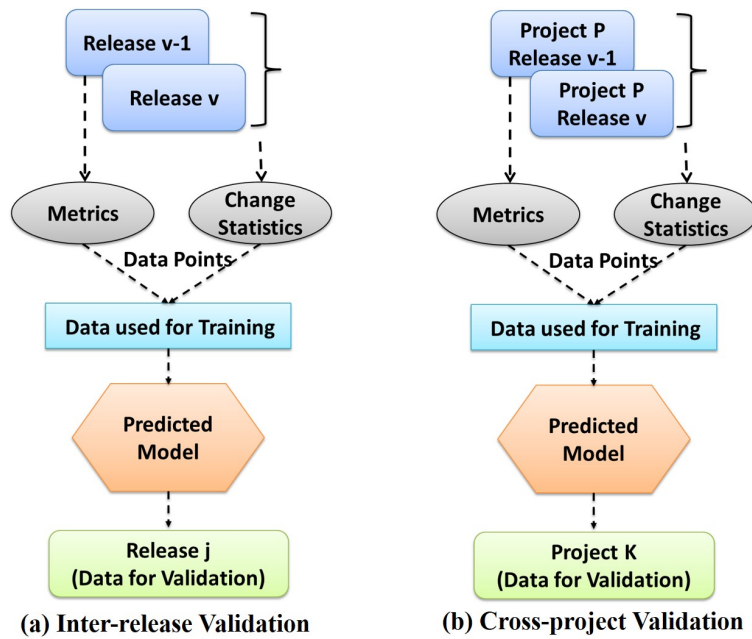 Release v-1
Release v
Metrics
Change
Statistics
Data Points
Data used for Training
Predicted
Model
Release j
(Data for Validation)
(a) Inter-release Validation
Project P
Release v-1
Project P
Release v
Metrics
Change
Statistics
Data Points
Data used for Training
Predicted
Model
Project K
(Data for Validation)
(b) Cross-project Validation